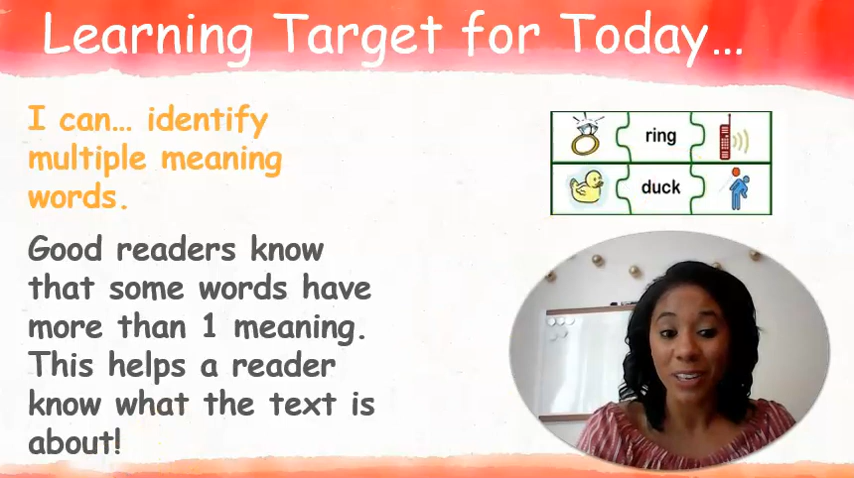 Learning Target for Today…
I can… identify
multiple meaning
words.
Good readers know
that some words have
more than 1 meaning.
This helps a reader
know what the text is
about!
ring
duck